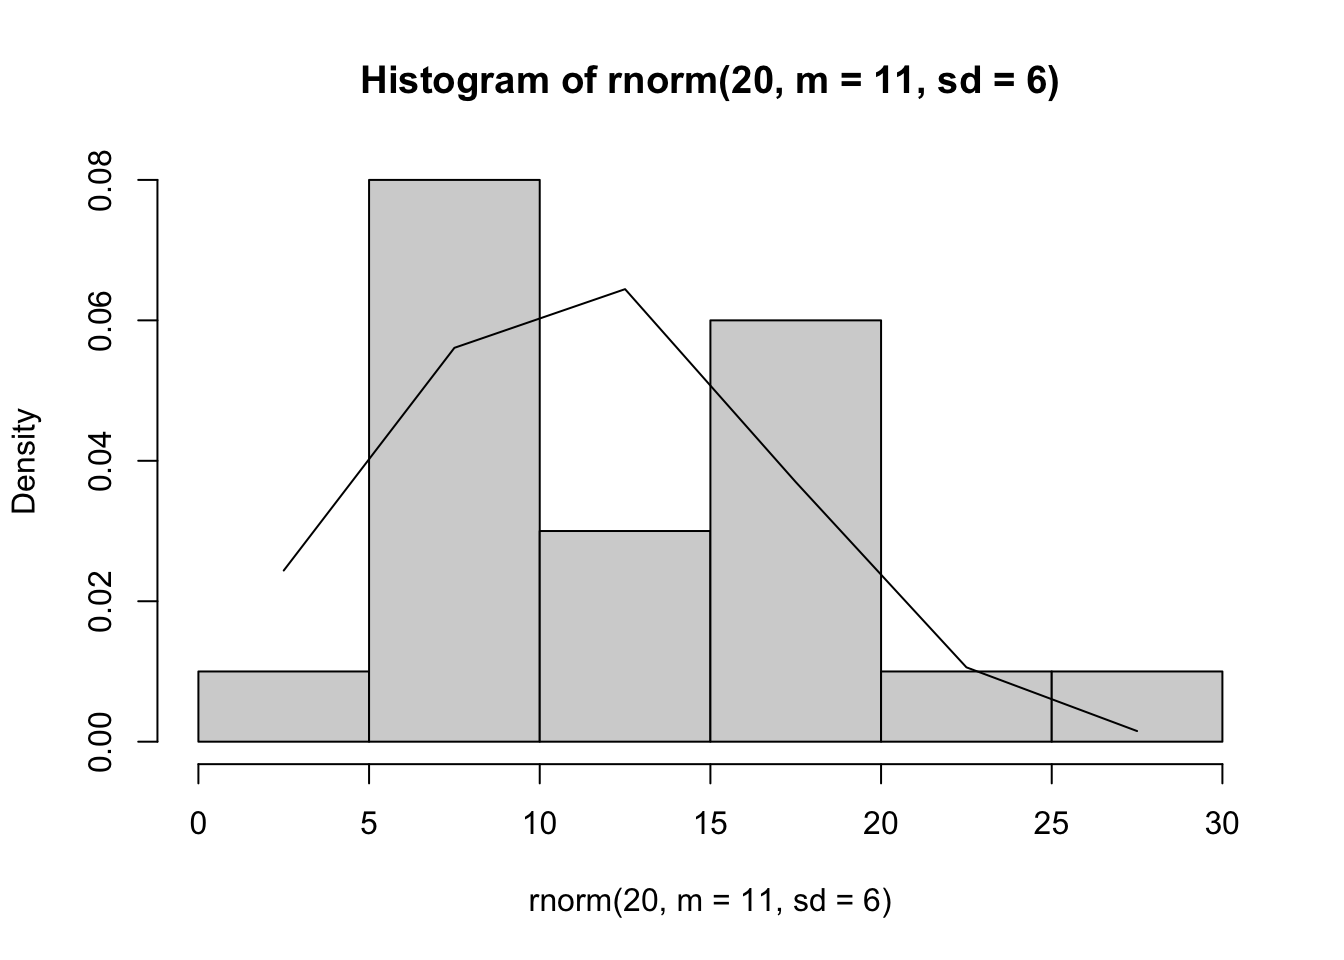 Histogram of rnorm(20, m = 11, sd = 6)
Density
0.08
0.06
0.04
0.02
0.00
0 5 10 15 20 25 30
rnorm(20, m = 11, sd = 6)